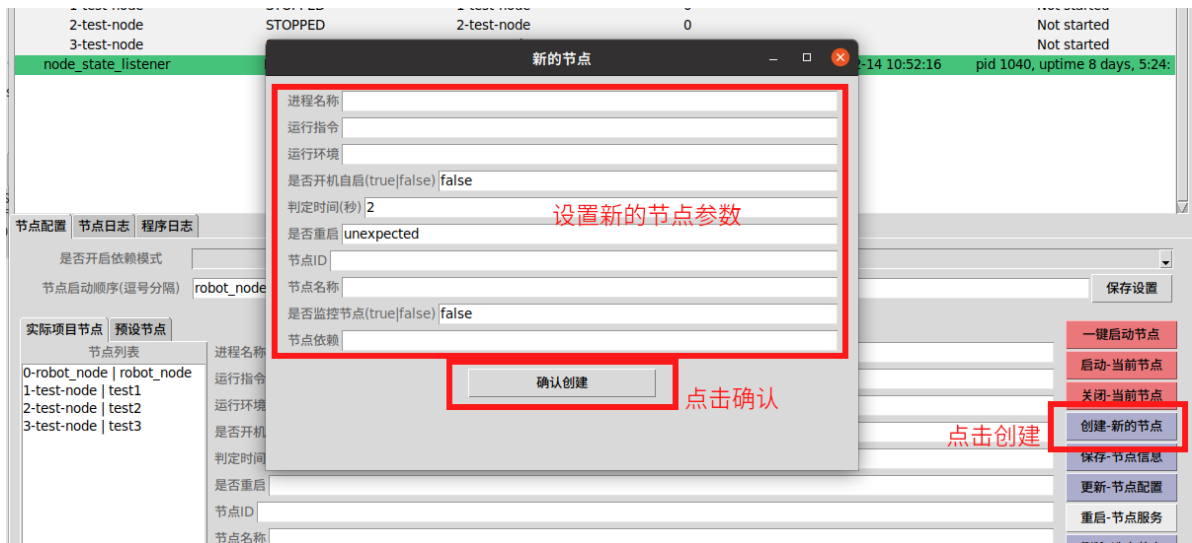 2-test-node STOPPED 2-test-node 0 Not started
3-test-node Not started
新的节点
node_state_listener -14 10:52:16 pid 1040, uptime 8 days, 5:24:
进程名称
运行指令
运行环境
是否开机自启(true|false) false
判定时间(秒) 2
设置新的节点参数
是否重启 unexpected
节点ID
节点名称
是否监控节点(true|false) false
节点依赖
确认创建
点击确认
节点配置 节点日志 程序日志
是否开启依赖模式
节点启动顺序(逗号分隔) robot_node
保存设置
实际项目节点 预设节点
节点列表
0-robot_node | robot_node
1-test-node | test1
2-test-node | test2
3-test-node | test3
进程名称
运行指令
运行环境
是否开机
判定时间
是否重启
节点ID
节点名称
一键启动节点
启动-当前节点
关闭-当前节点
点击创建
创建-新的节点
保存-节点信息
更新-节点配置
重启-节点服务